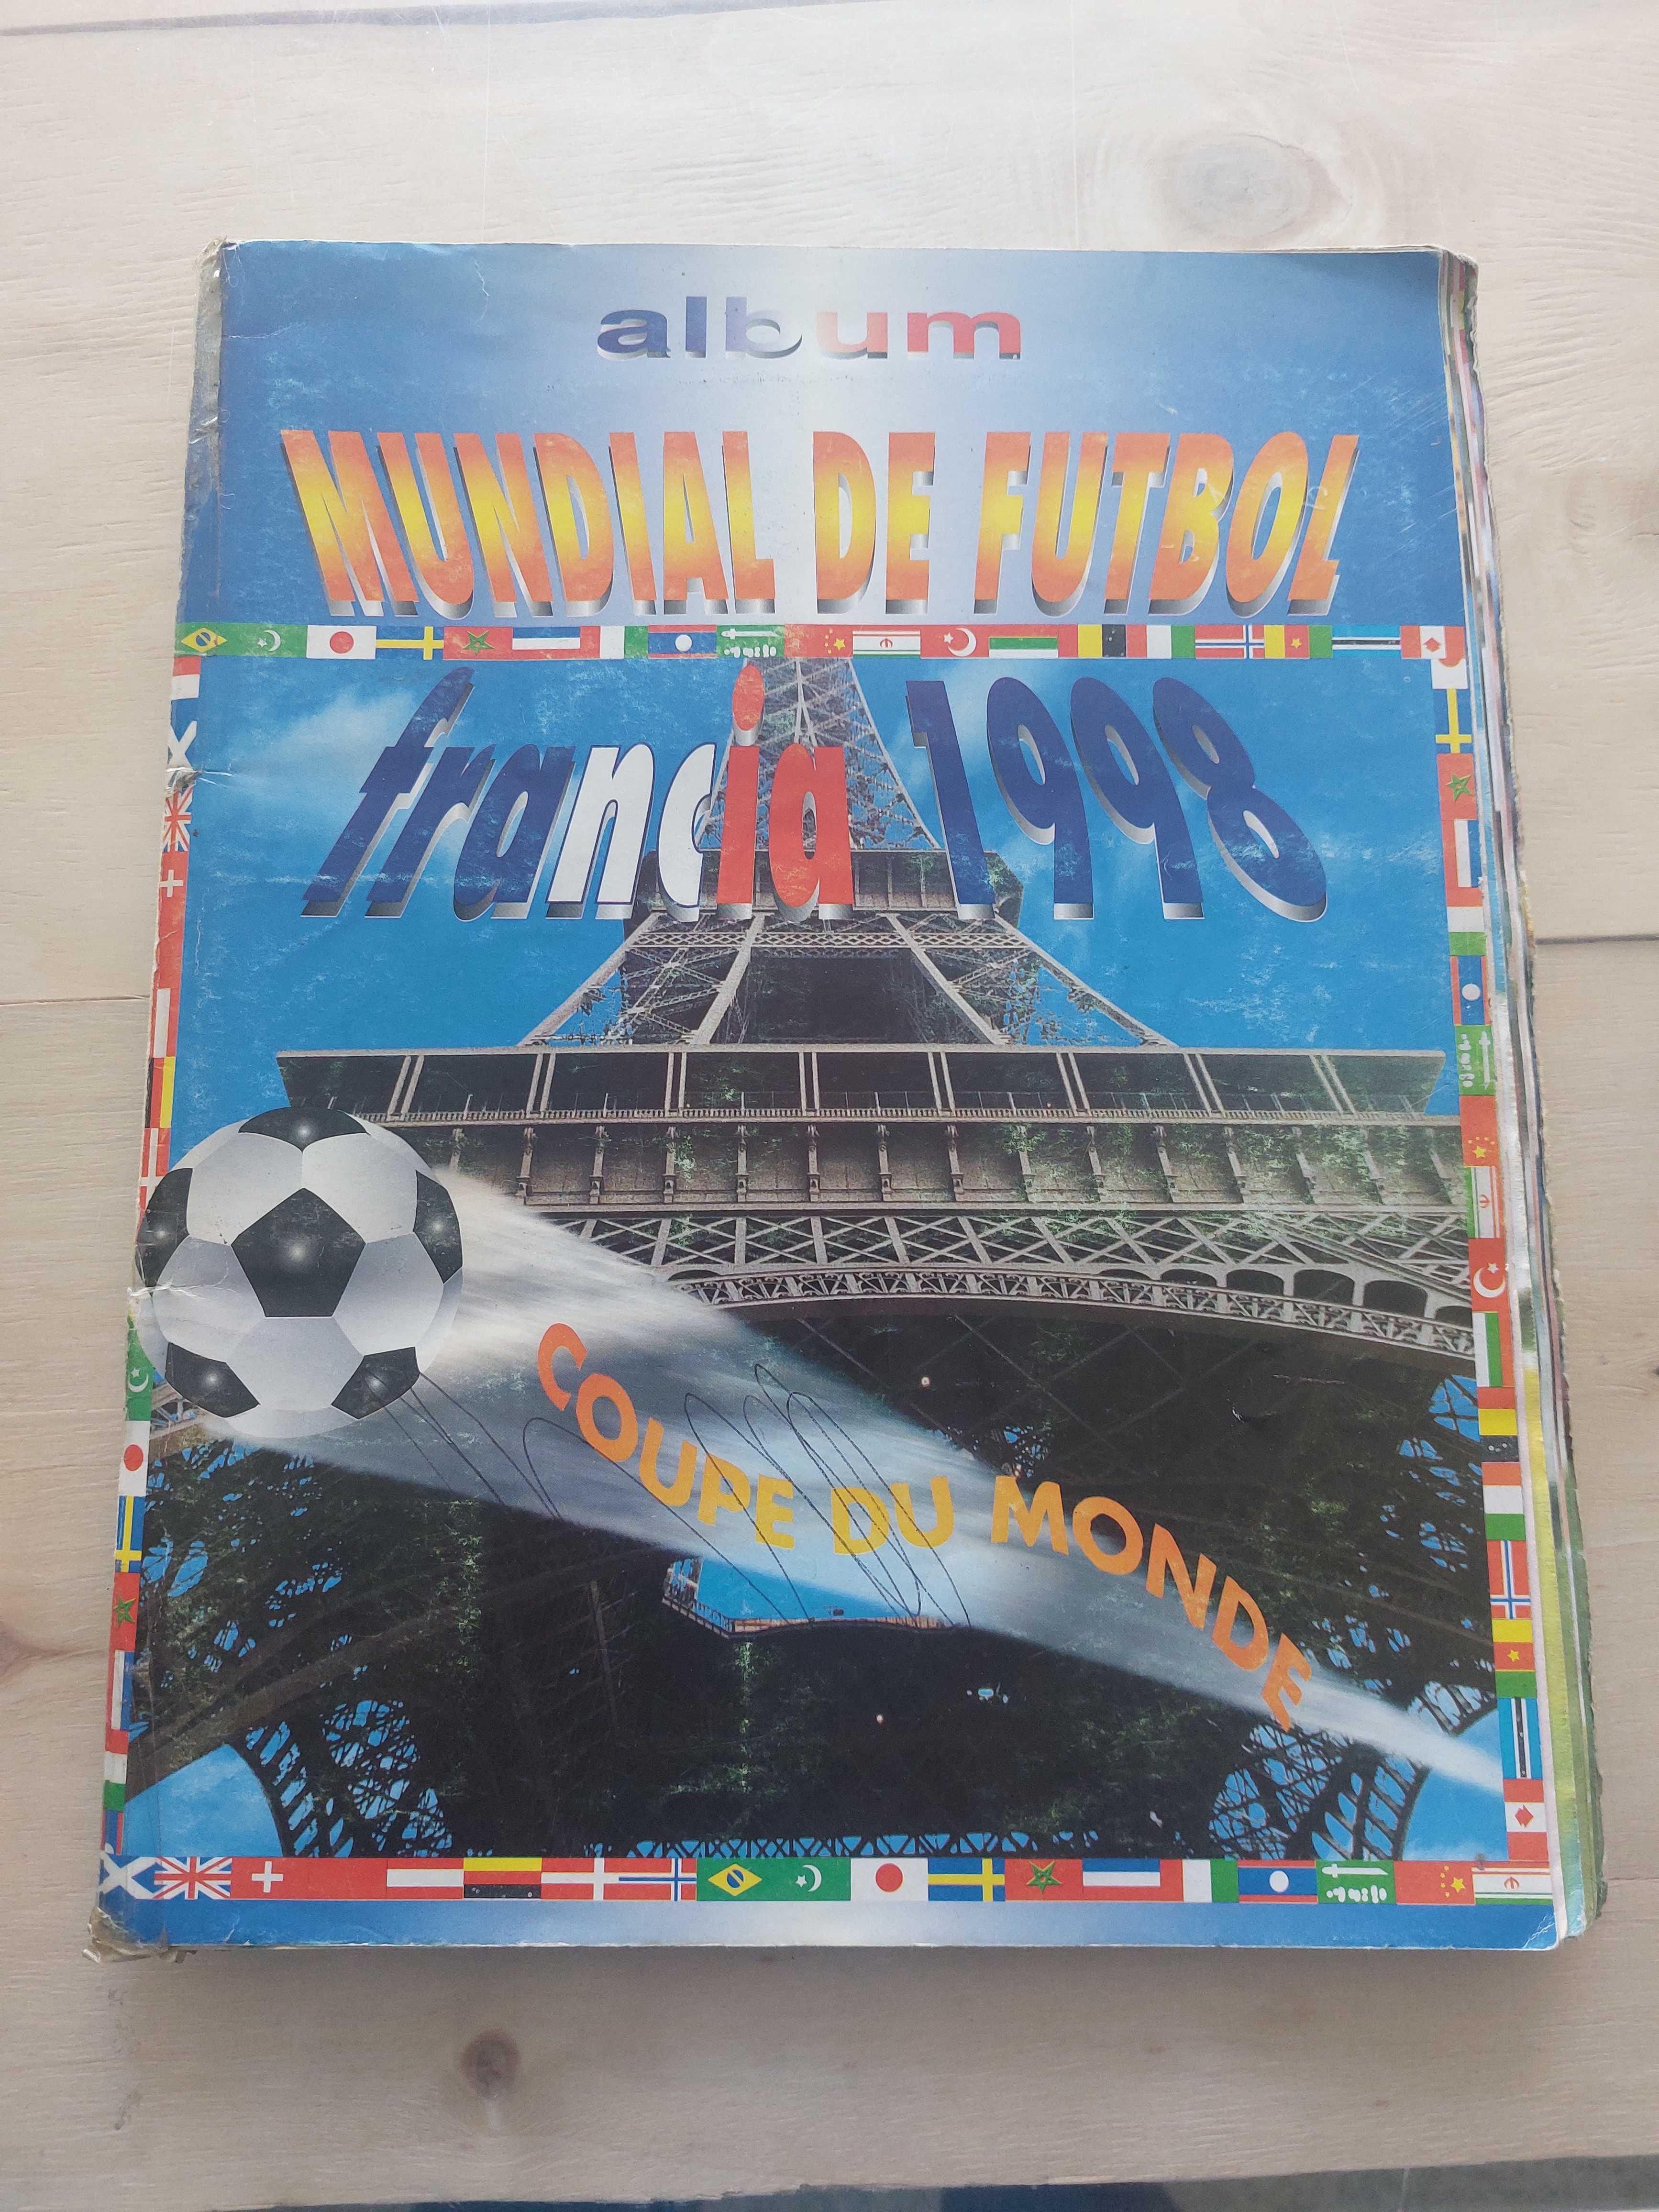 album
MUNDIAL DE FUTBOL
francia 1998
COUPE DU MONDE